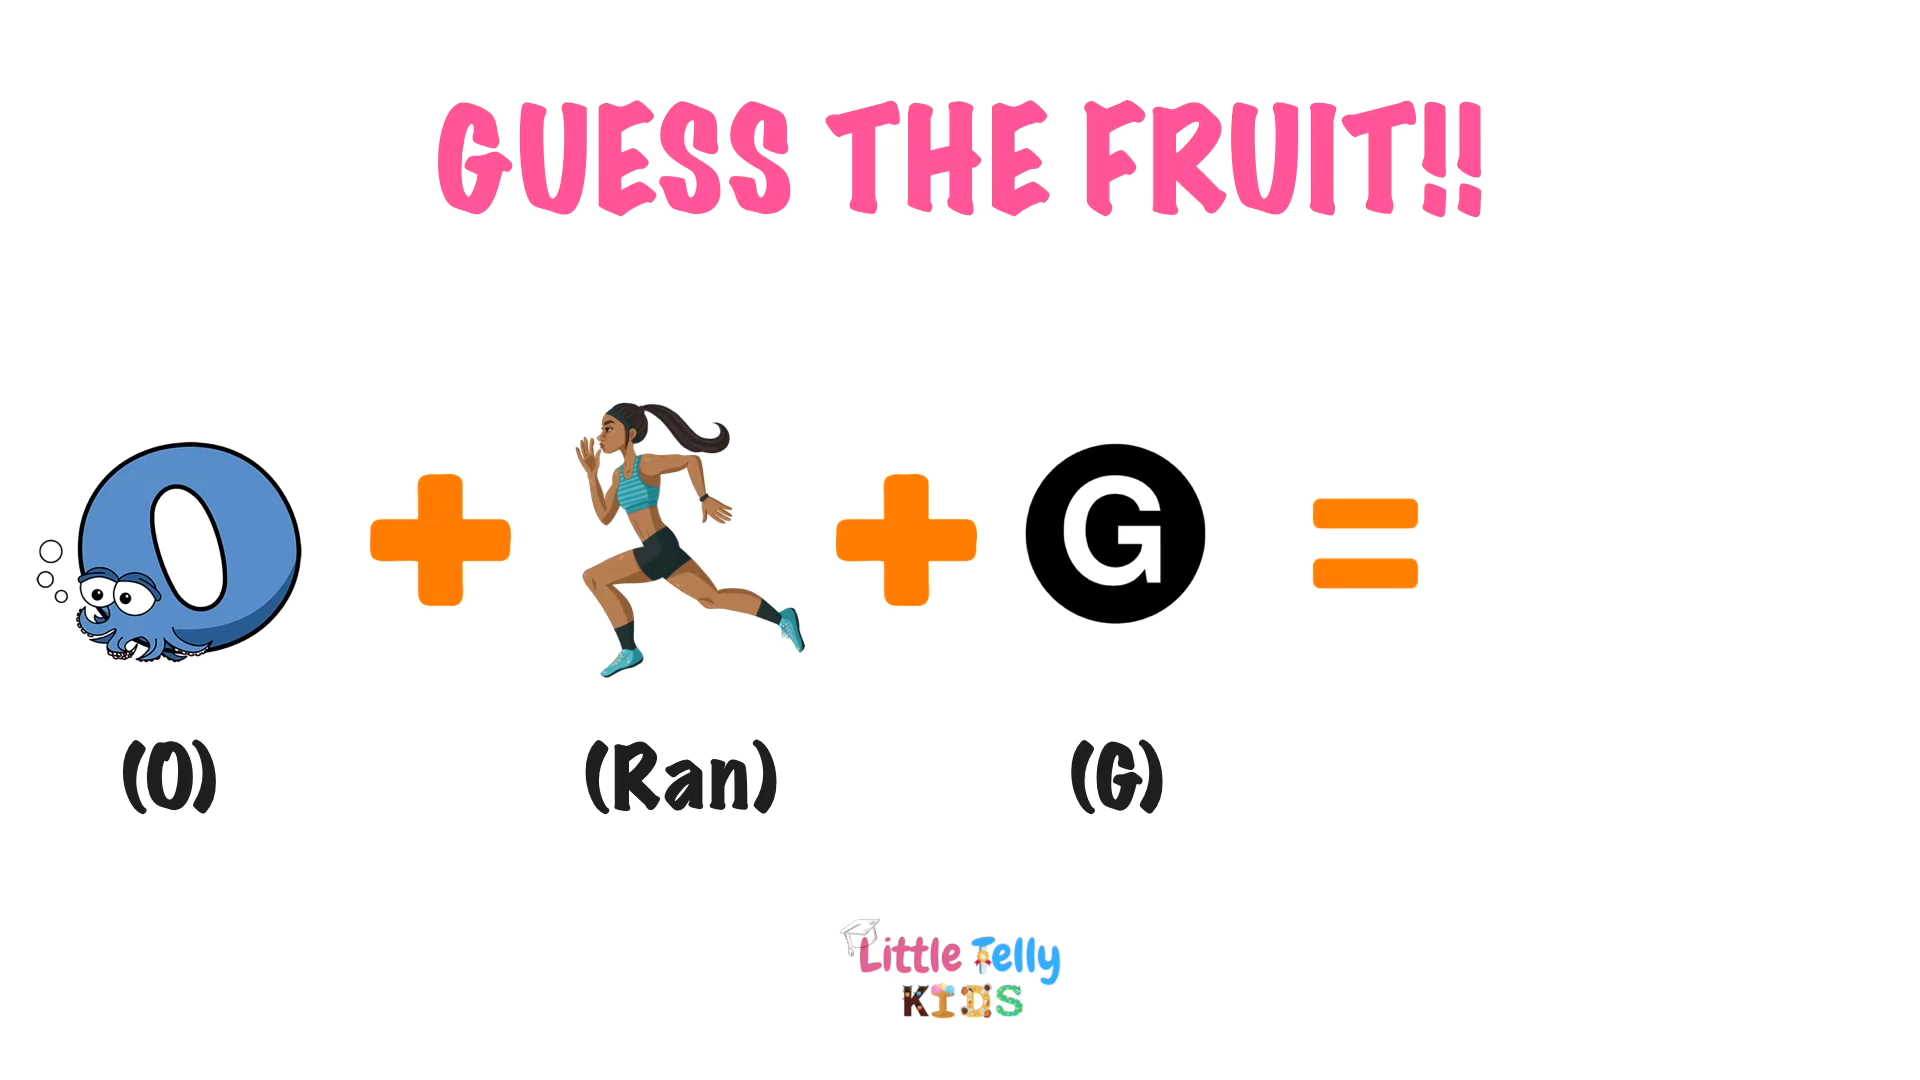 GUESS THE FRUIT!!
O
G
(O) (Ran) (G)
Little Telly
KIDS